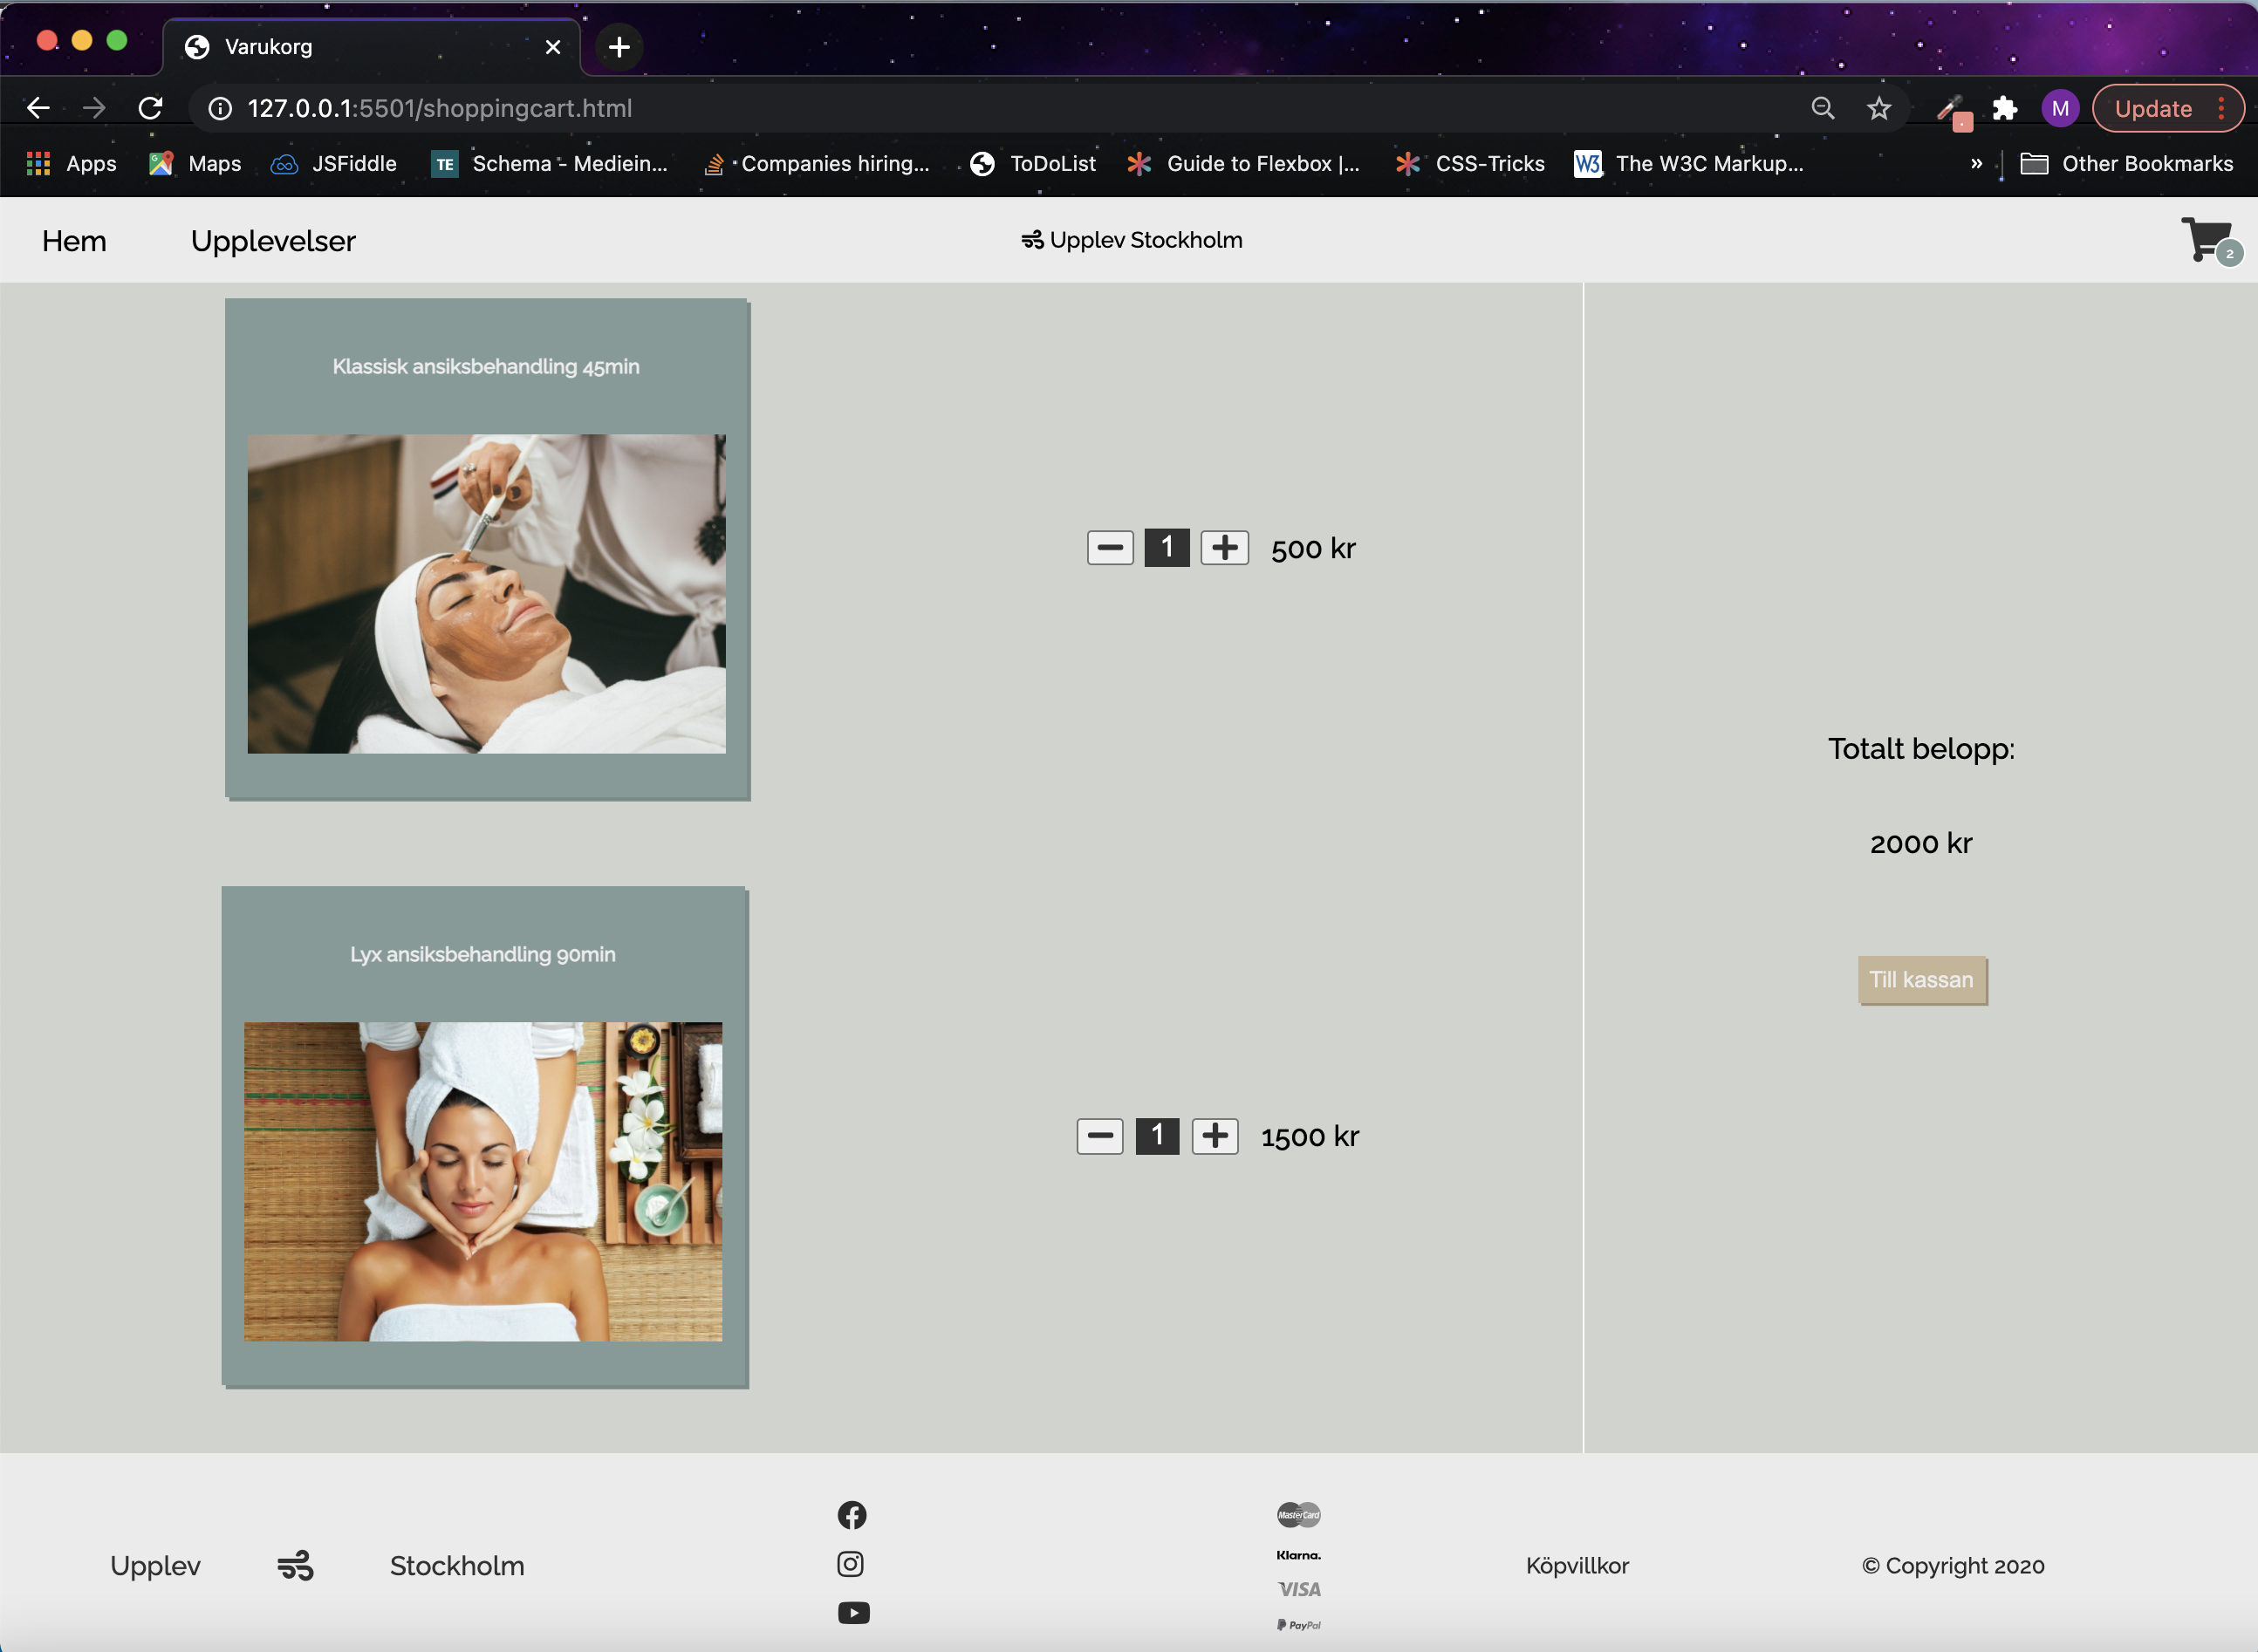 Varukorg
127.0.0.1:5501/shoppingcart.html
M
Update
Apps
Maps
JSFiddle
TE
Schema - Mediein...
Companies hiring...
ToDoList
Guide to Flexbox |...
CSS-Tricks
W3
The W3C Markup...
»
Other Bookmarks
Hem
Upplevelser
Upplev Stockholm
2
Klassisk ansiksbehandling 45min
1
500 kr
Totalt belopp:
2000 kr
Till kassan
Lyx ansiksbehandling 90min
1
1500 kr
MasterCard
Klarna.
VISA
PayPal
Upplev
Stockholm
Köpvillkor
© Copyright 2020